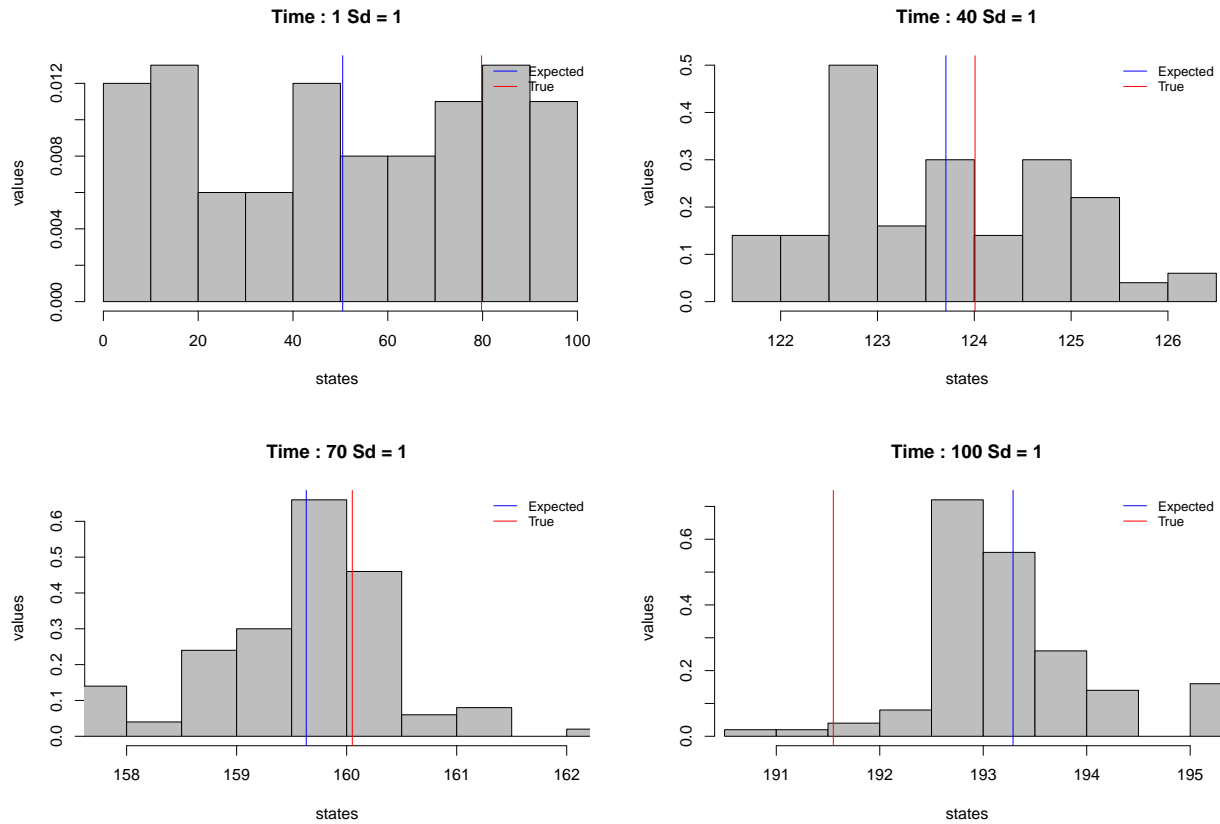 Time : 1 Sd = 1
Expected
True
values
0.000
0.004
0.008
0.012
0
20
40
60
80
100
states
Time : 40 Sd = 1
Expected
True
values
0.0
0.1
0.2
0.3
0.4
0.5
122
123
124
125
126
states
Time : 70 Sd = 1
Expected
True
values
0.0
0.1
0.2
0.3
0.4
0.5
0.6
158
159
160
161
162
states
Time : 100 Sd = 1
Expected
True
values
0.0
0.2
0.4
0.6
191
192
193
194
195
states